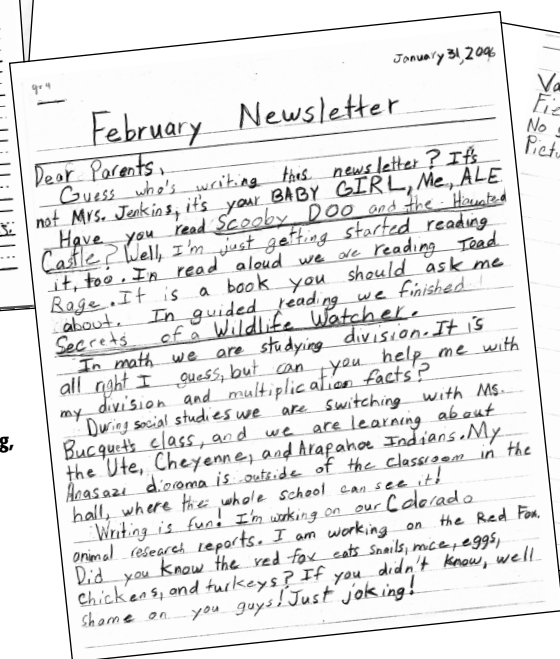 January 31, 2006
gr 4
February Newsletter
Dear Parents,
Guess who's writing this newsletter? It's
not Mrs. Jenkins, it's your BABY GIRL, Me, ALE
Have you read Scooby DOO and the Haunted
Castle? Well, I'm just getting started reading
it, too. In read aloud we are reading Toad
Rage. It is a book you should ask me
about. In guided reading we finished
Secrets of a Wildlife Watcher.
In math we are studying division. It is
all right I guess, but can you help me with
my division and multiplication facts?
During social studies we are switching with Ms.
Bucquet's class, and we are learning about
the Ute, Cheyenne, and Arapahoe Indians. My
Anasazi diorama is outside of the classroom in the
hall, where the whole school can see it!
Writing is fun! I'm working on our Colorado
animal research reports. I am working on the Red Fox.
Did you know the red fox eats snails, mice, eggs,
chickens, and turkeys? If you didn't know, well
shame on you guys! Just joking!
Va
Fi
No
Pict
s.
g,